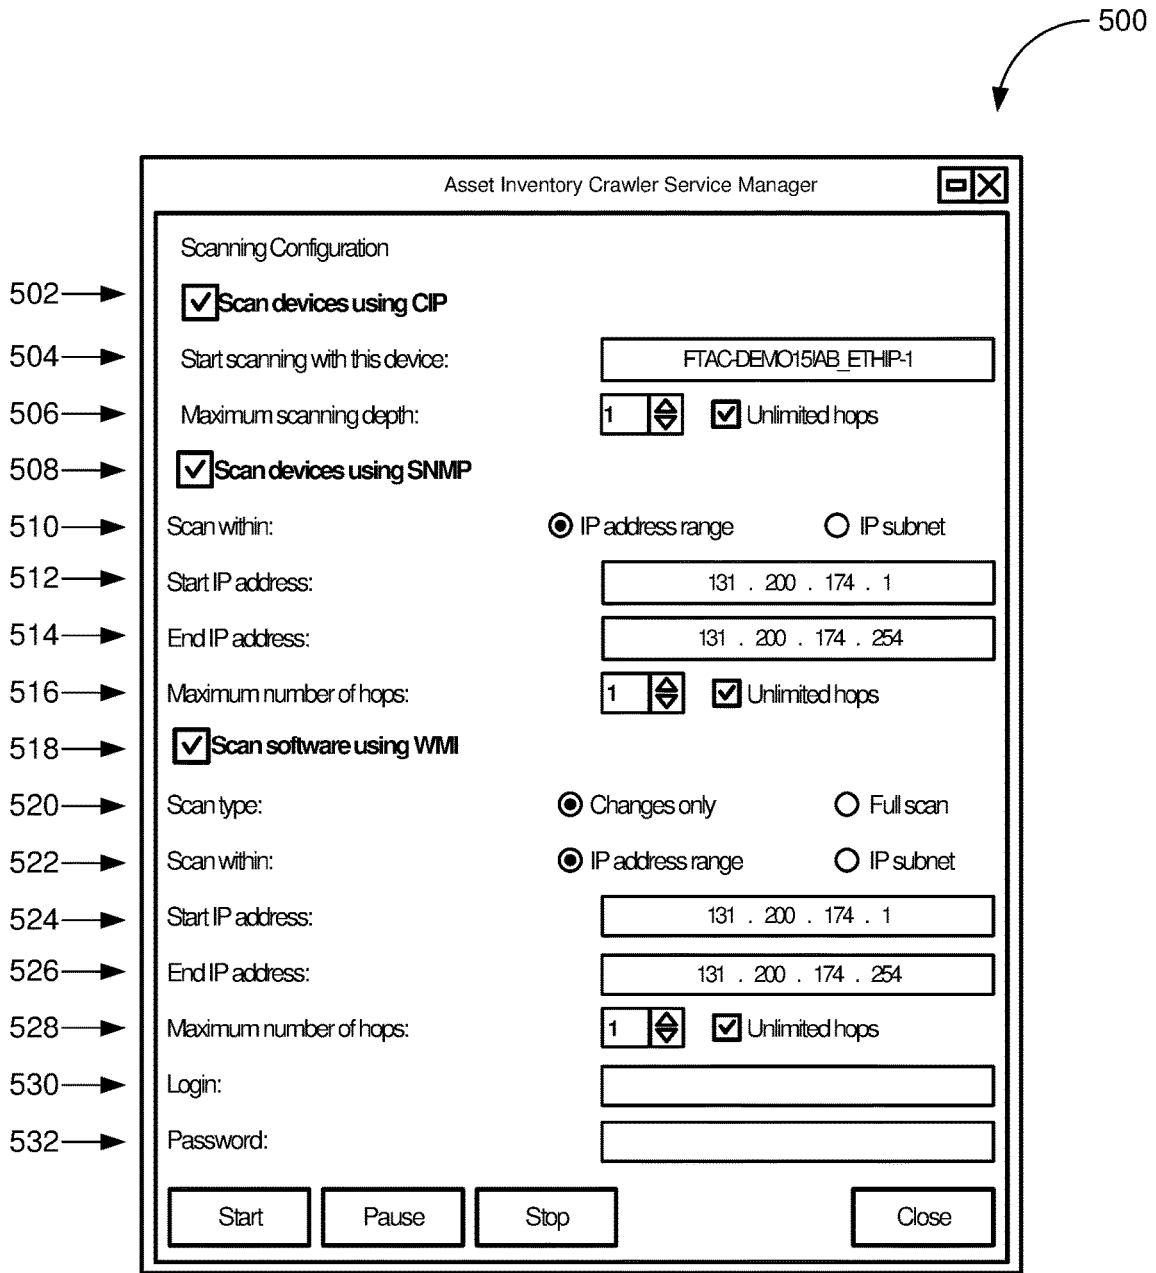 500
Asset Inventory Crawler Service Manager
Scanning Configuration
502 Scan devices using CIP
504 Start scanning with this device: FTAC-DEMO15\AB_ETHIP-1
506 Maximum scanning depth: 1 Unlimited hops
508 Scan devices using SNMP
510 Scan within: IP address range IP subnet
512 Start IP address: 131 . 200 . 174 . 1
514 End IP address: 131 . 200 . 174 . 254
516 Maximum number of hops: 1 Unlimited hops
518 Scan software using WMI
520 Scan type: Changes only Full scan
522 Scan within: IP address range IP subnet
524 Start IP address: 131 . 200 . 174 . 1
526 End IP address: 131 . 200 . 174 . 254
528 Maximum number of hops: 1 Unlimited hops
530 Login:
532 Password:
Start Pause Stop Close